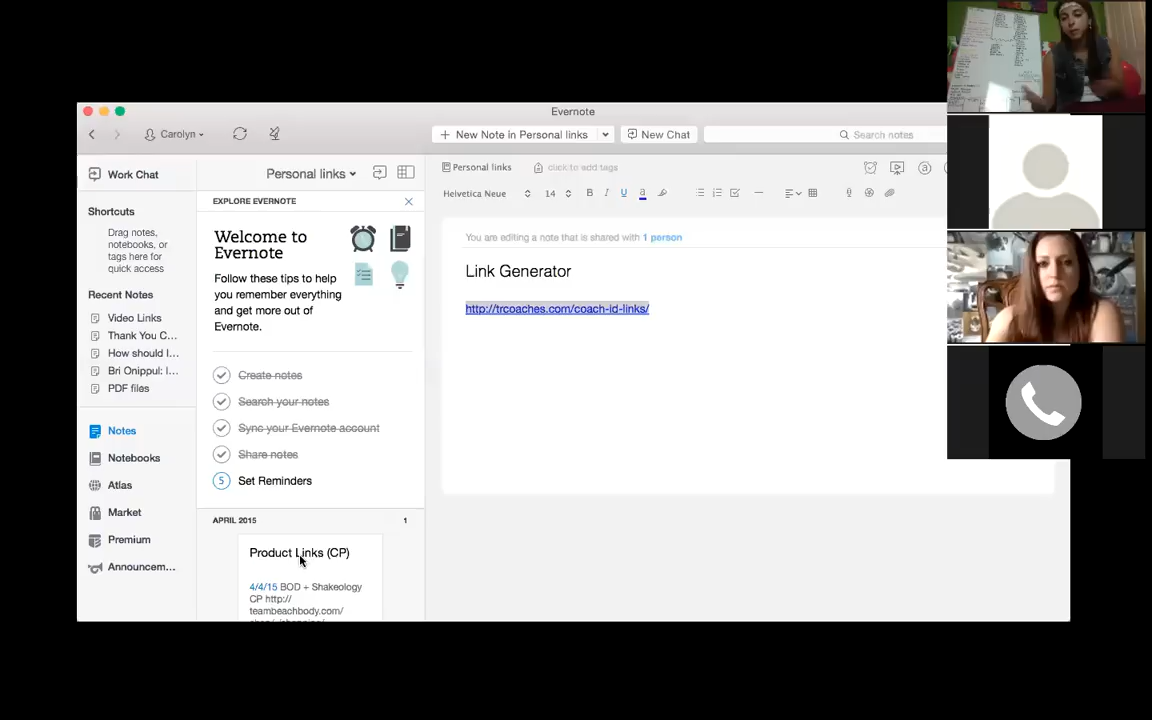 Evernote
Carolyn
New Note in Personal links
New Chat
Search notes
Work Chat
Shortcuts
Drag notes,
notebooks, or
tags here for
quick access
Recent Notes
Video Links
Thank You C...
How should I...
Bri Onippul: i...
PDF files
Notes
Notebooks
Atlas
Market
Premium
Announcem...
Personal links
EXPLORE EVERNOTE
Welcome to
Evernote
Follow these tips to help
you remember everything
and get more out of
Evernote.
Create notes
Search your notes
Sync your Evernote account
Share notes
5 Set Reminders
APRIL 2015 1
Product Links (CP)
4/4/15 BOD + Shakeology
CP http://
teambeachbody.com/
Personal links
click to add tags
Helvetica Neue 14 B I U a
You are editing a note that is shared with 1 person
Link Generator
http://trcoaches.com/coach-id-links/